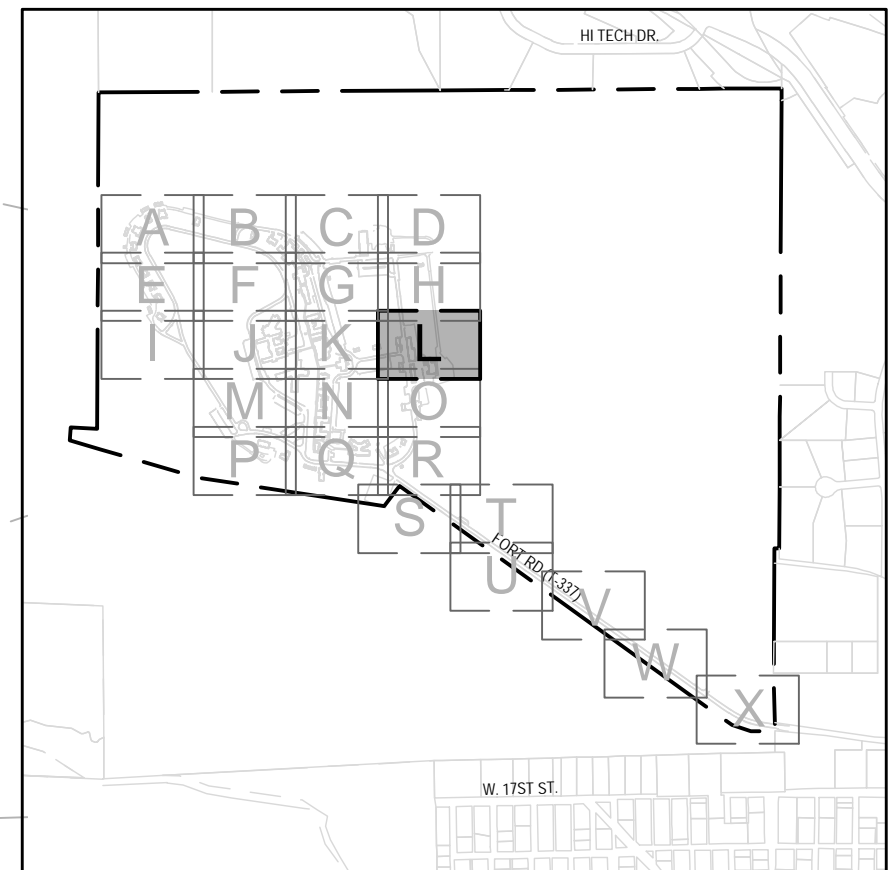 HI TECH DR.
A B C D
E F G H
I J K L
M N O
P Q R
S T
FORT RD (T-337)
U
V
W
X
W. 17ST ST.